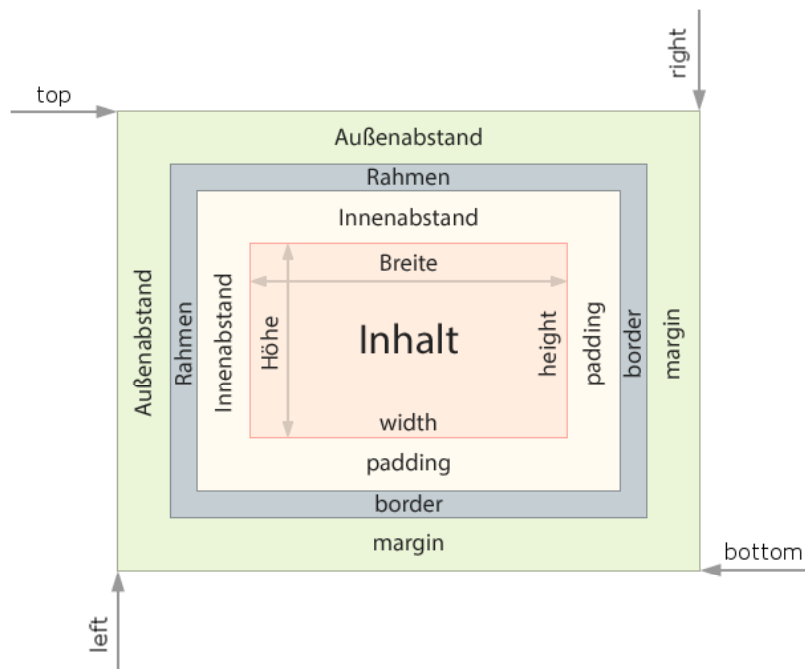 right
top
Außenabstand
Rahmen
Innenabstand
Breite
Außenabstand
Rahmen
Innenabstand
Höhe
Inhalt
height
padding
border
margin
width
padding
border
margin
bottom
left